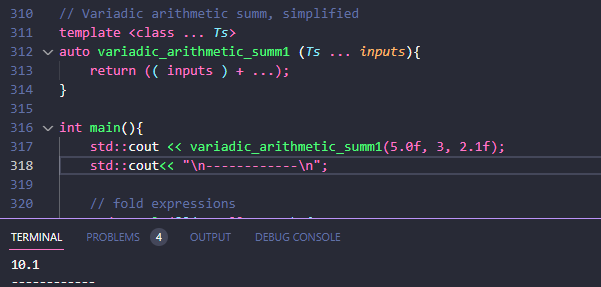 310 // Variadic arithmetic summ, simplified
311 template <class ... Ts>
312 auto variadic_arithmetic_summ1 (Ts ... inputs){
313 return (( inputs ) + ...);
314 }
315
316 int main(){
317 std::cout << variadic_arithmetic_summ1(5.0f, 3, 2.1f);
318 std::cout<< "\n------------\n";
319
320 // fold expressions
TERMINAL PROBLEMS 4 OUTPUT DEBUG CONSOLE
10.1
------------